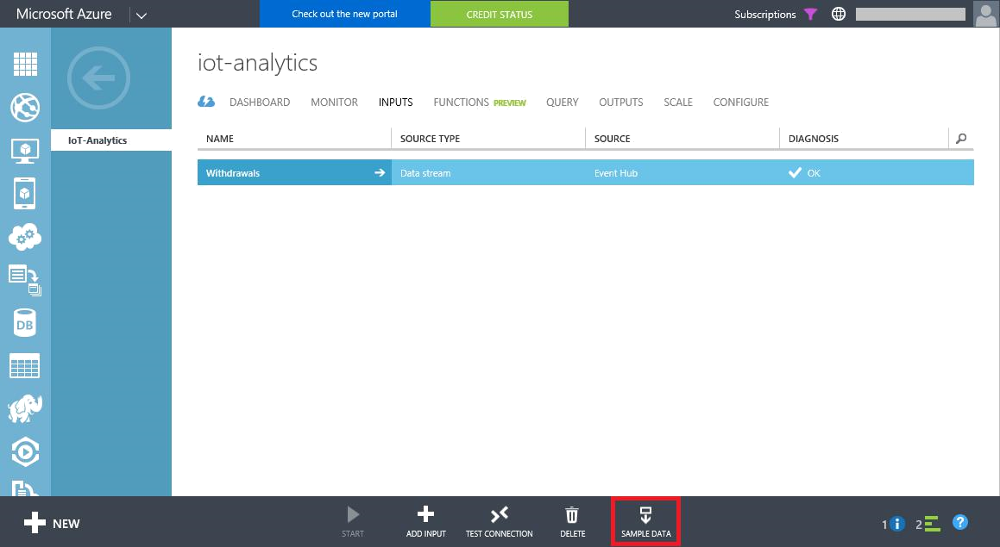 Microsoft Azure
Check out the new portal
CREDIT STATUS
Subscriptions
IoT-Analytics
iot-analytics
DASHBOARD MONITOR INPUTS FUNCTIONS PREVIEW QUERY OUTPUTS SCALE CONFIGURE
NAME SOURCE TYPE SOURCE DIAGNOSIS
Withdrawals Data stream Event Hub OK
DB
NEW
START
ADD INPUT
TEST CONNECTION
DELETE
SAMPLE DATA
1 i 2 ?